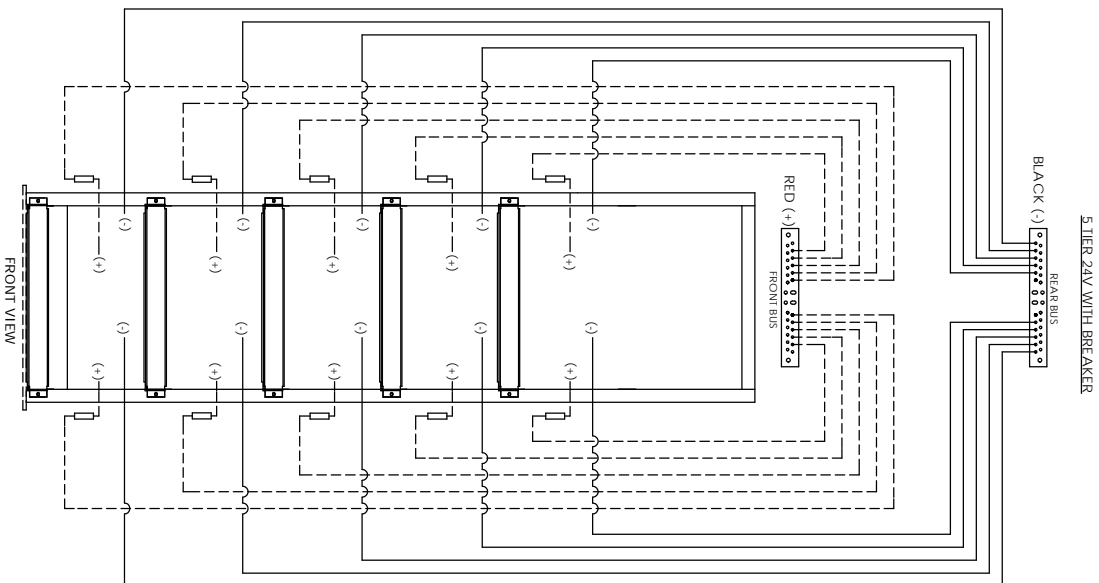 5 TIER 24V WITH BREAKER
REAR BUS
BLACK (-)
RED (+)
FRONT BUS
(-) (-)
(+) (+)
(-) (-)
(+) (+)
(-) (-)
(+) (+)
(-) (-)
(+) (+)
(-) (-)
(+) (+)
FRONT VIEW